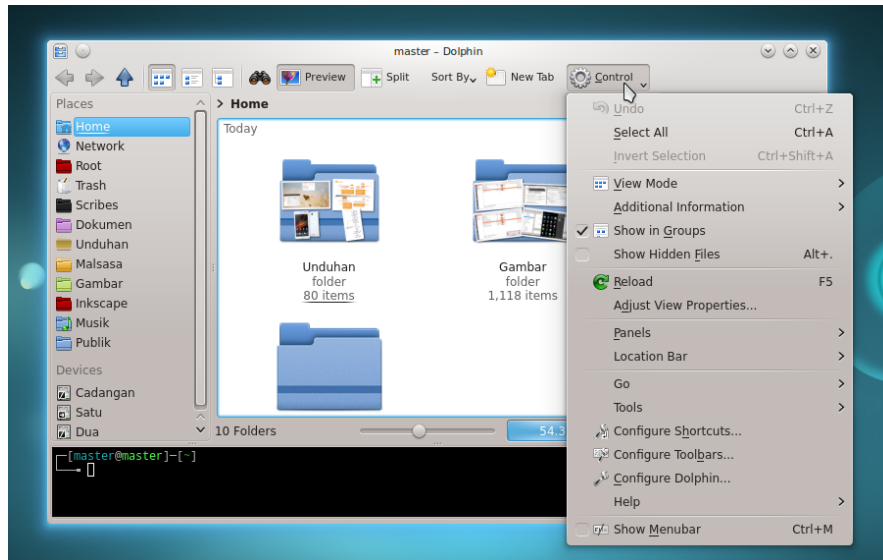 master – Dolphin
Preview
Split
Sort By
New Tab
Control
Places
Home
Network
Root
Trash
Scribes
Dokumen
Unduhan
Malsasa
Gambar
Inkscape
Musik
Publik
Devices
Cadangan
Satu
Dua
> Home
Today
Unduhan
folder
80 items
Gambar
folder
1,118 items
10 Folders
54.3
[master@master]-[~]
Undo Ctrl+Z
Select All Ctrl+A
Invert Selection Ctrl+Shift+A
View Mode
Additional Information
Show in Groups
Show Hidden Files Alt+.
Reload F5
Adjust View Properties...
Panels
Location Bar
Go
Tools
Configure Shortcuts...
Configure Toolbars...
Configure Dolphin...
Help
Show Menubar Ctrl+M